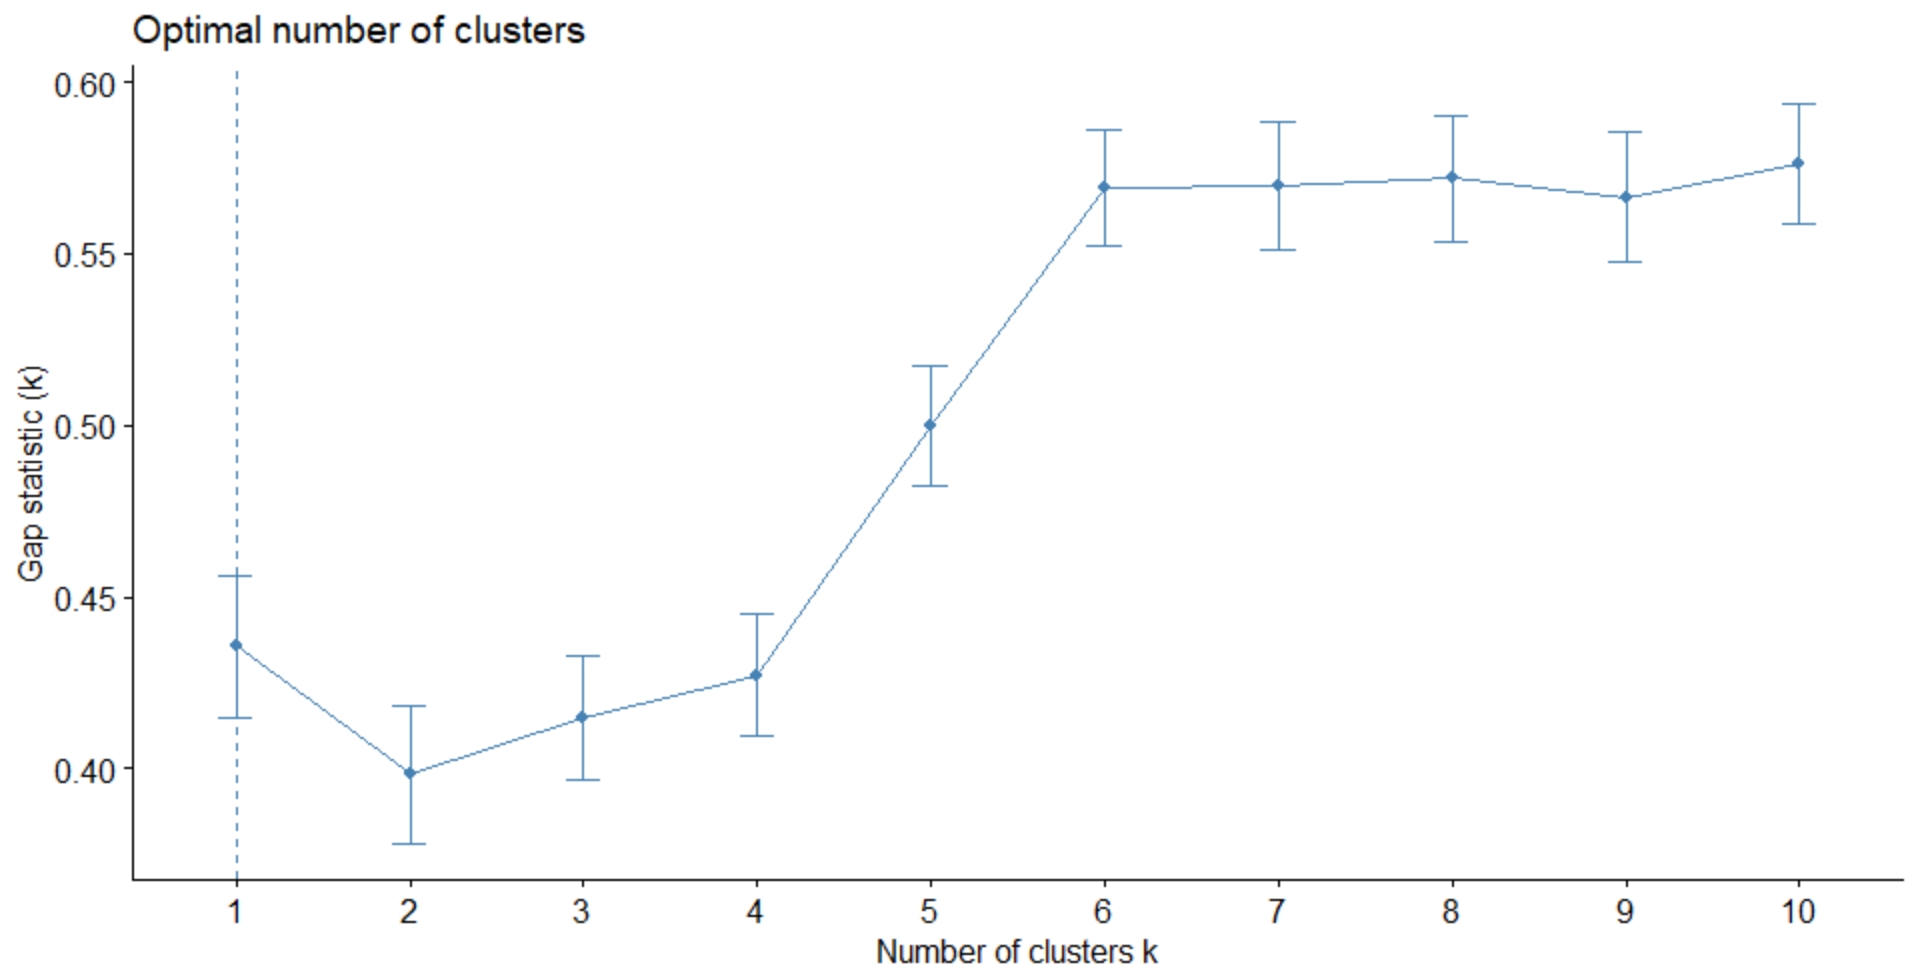 Optimal number of clusters
0.60
0.55
0.50
0.45
0.40
Gap statistic (k)
1 2 3 4 5 6 7 8 9 10
Number of clusters k